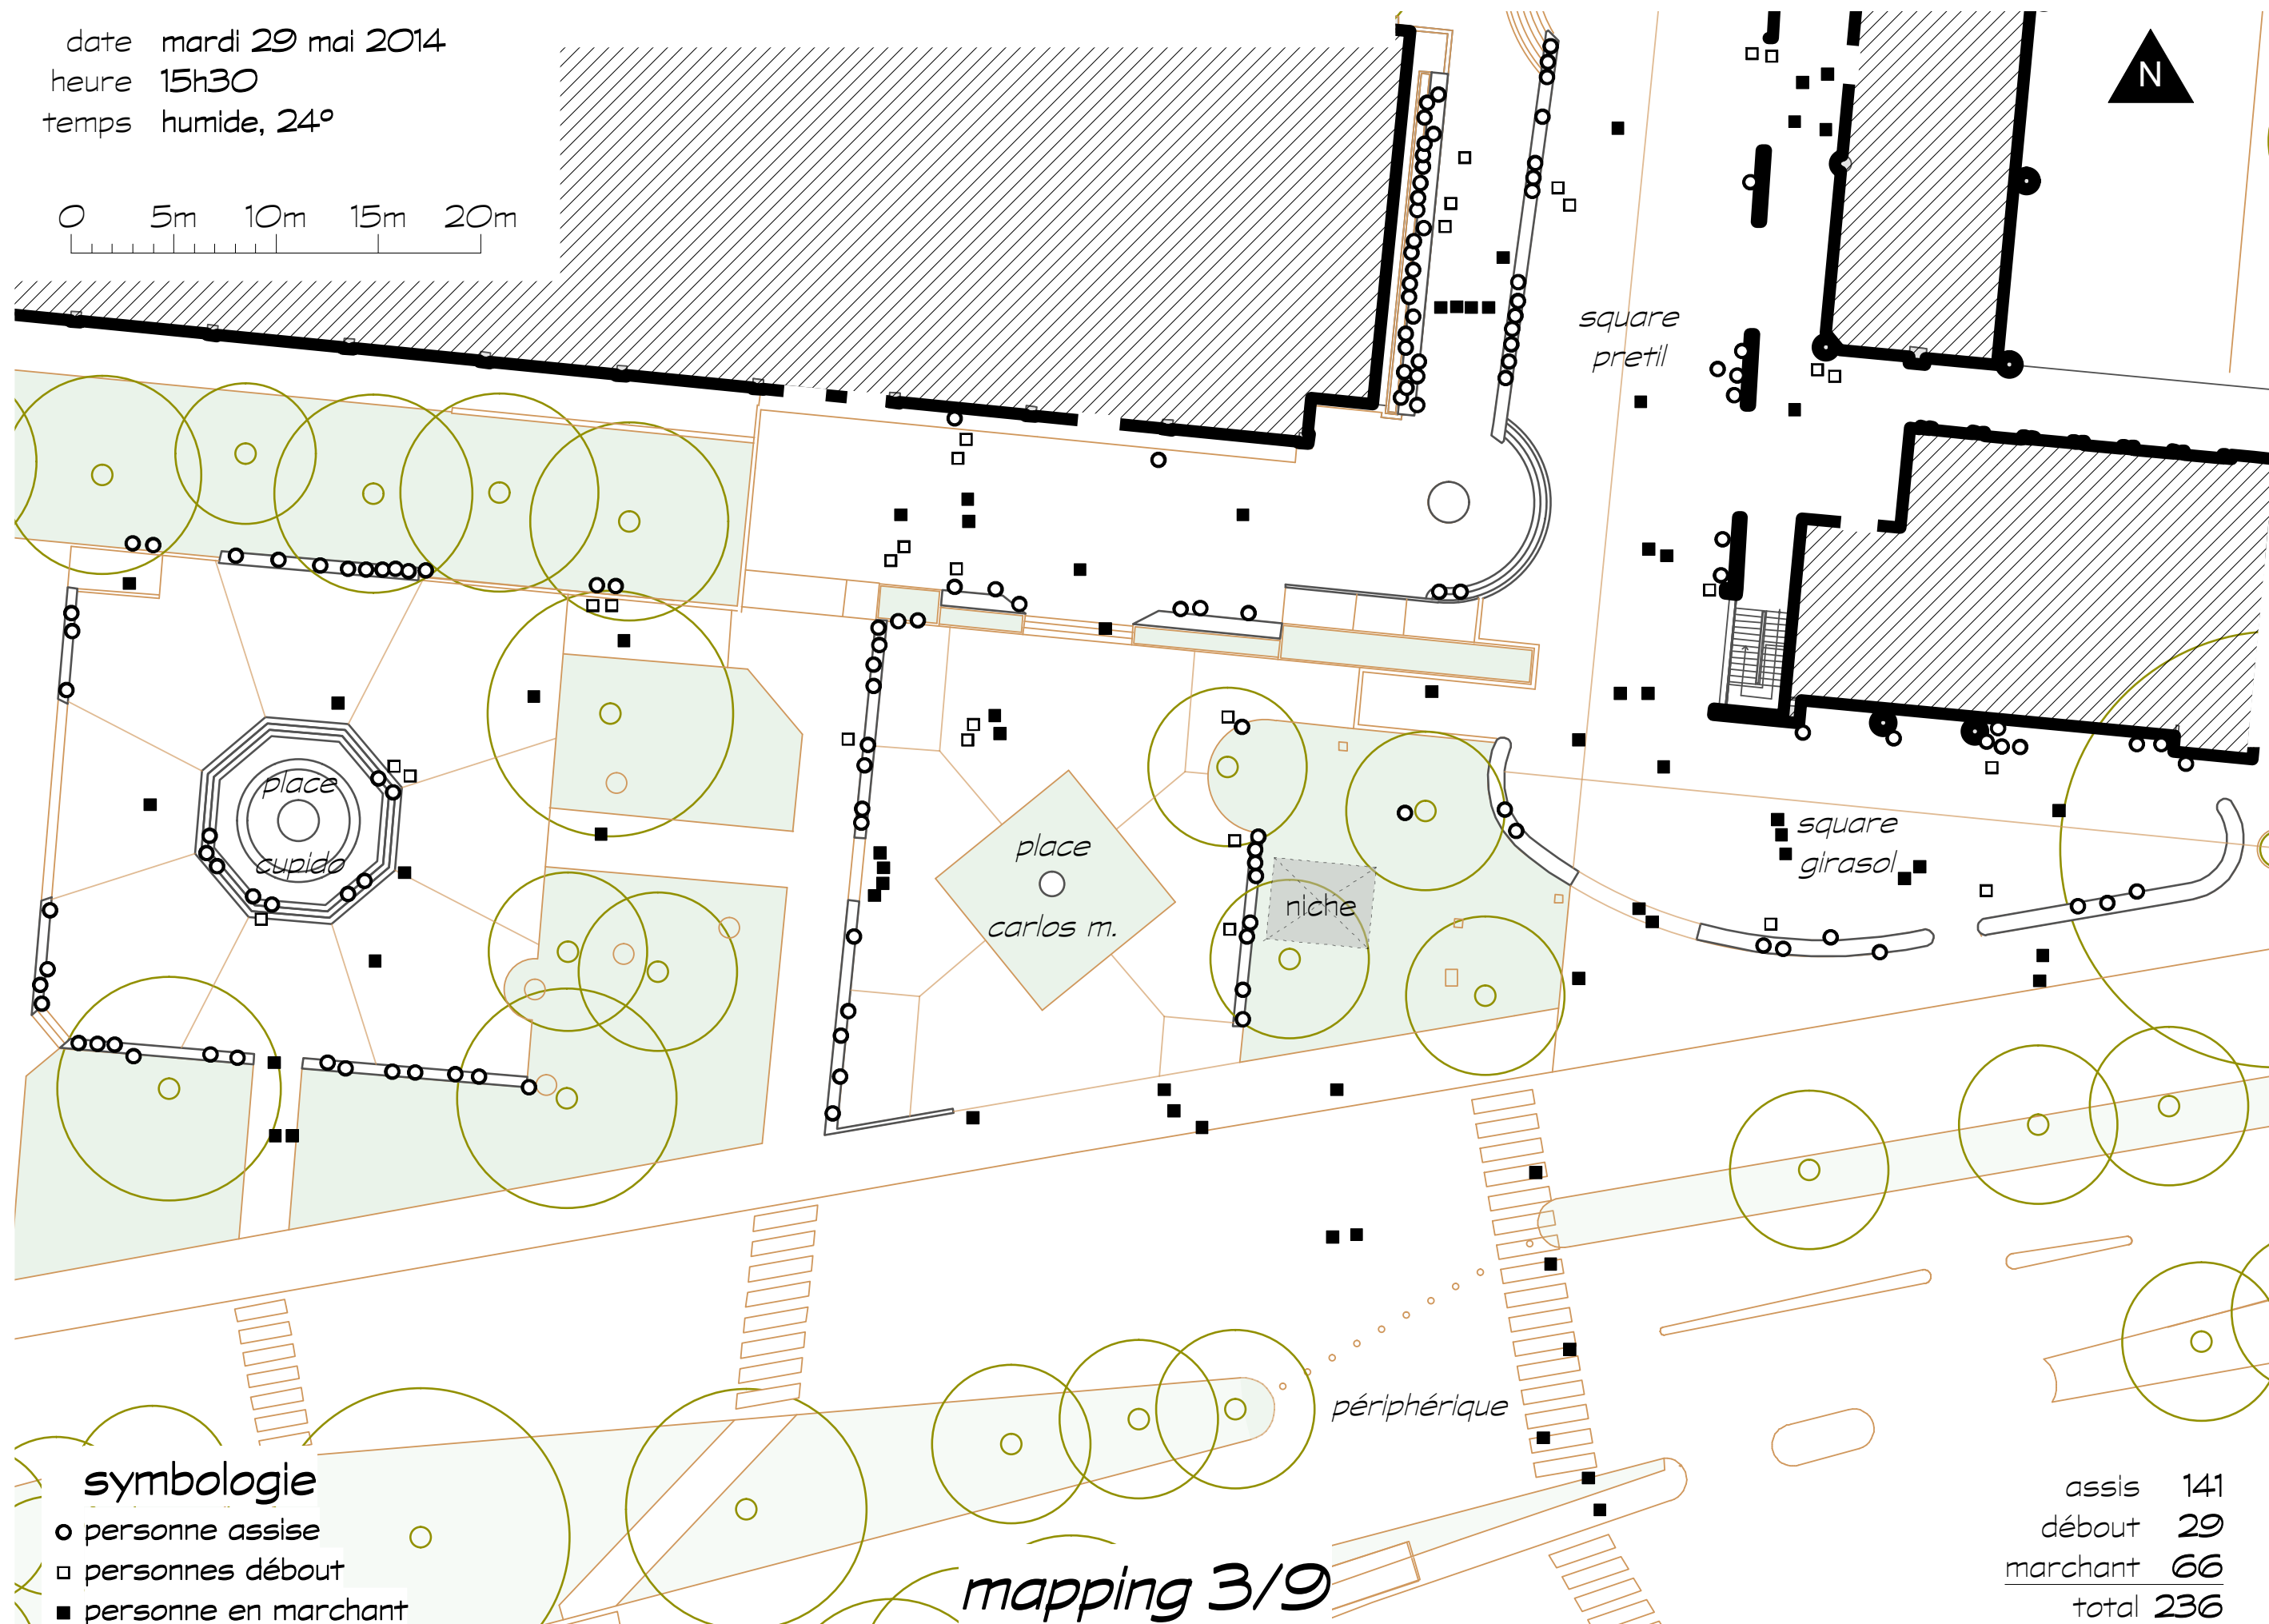 date mardi 29 mai 2014
heure 15h30
temps humide, 24°
N
0 5m 10m 15m 20m
square
pretil
place
cupido
place
carlos m.
niche
square
girasol
périphérique
symbologie
personne assise
personnes débout
personne en marchant
mapping 3/9
assis 141
débout 29
marchant 66
total 236